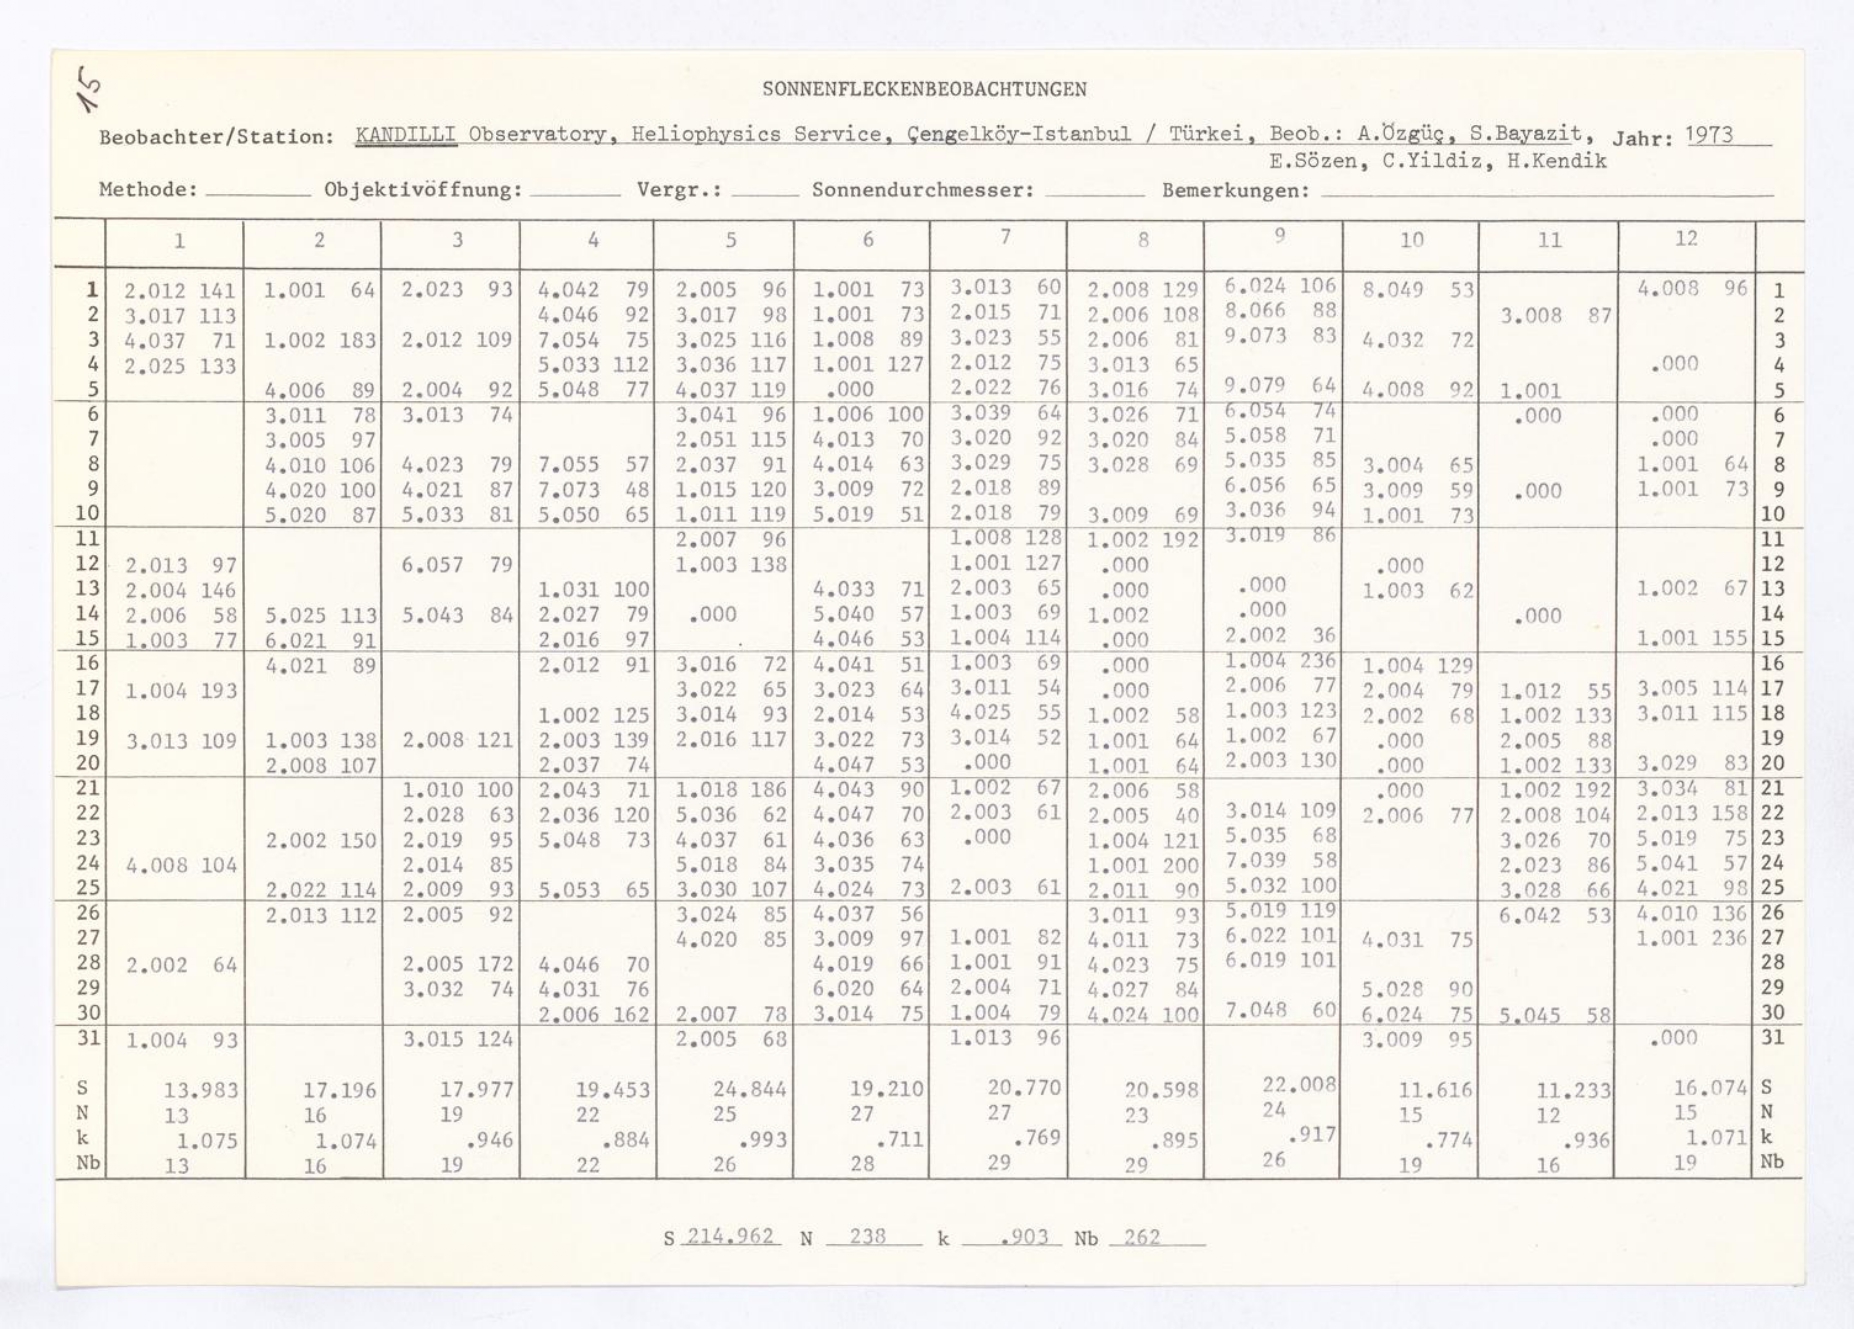 15
SONNENFLECKENBEOBACHTUNGEN
Beobachter/Station: KANDILLI Observatory, Heliophysics Service, Çengelköy-Istanbul / Türkei, Beob.: A.Özgüç, S.Bayazit, Jahr: 1973
E.Sözen, C.Yildiz, H.Kendik
Methode: Objektivöffnung: Vergr.: Sonnendurchmesser: Bemerkungen:
1 2 3 4 5 6 7 8 9 10 11 12
1 2.012 141 1.001 64 2.023 93 4.042 79 2.005 96 1.001 73 3.013 60 2.008 129 6.024 106 8.049 53 4.008 96 1
2 3.017 113 4.046 92 3.017 98 1.001 73 2.015 71 2.006 108 8.066 88 3.008 87 2
3 4.037 71 1.002 183 2.012 109 7.054 75 3.025 116 1.008 89 3.023 55 2.006 81 9.073 83 4.032 72 3
4 2.025 133 5.033 112 3.036 117 1.001 127 2.012 75 3.013 65 .000 4
5 4.006 89 2.004 92 5.048 77 4.037 119 .000 2.022 76 3.016 74 9.079 64 4.008 92 1.001 5
6 3.011 78 3.013 74 3.041 96 1.006 100 3.039 64 3.026 71 6.054 74 .000 .000 6
7 3.005 97 2.051 115 4.013 70 3.020 92 3.020 84 5.058 71 .000 7
8 4.010 106 4.023 79 7.055 57 2.037 91 4.014 63 3.029 75 3.028 69 5.035 85 3.004 65 1.001 64 8
9 4.020 100 4.021 87 7.073 48 1.015 120 3.009 72 2.018 89 6.056 65 3.009 59 .000 1.001 73 9
10 5.020 87 5.033 81 5.050 65 1.011 119 5.019 51 2.018 79 3.009 69 3.036 94 1.001 73 10
11 2.007 96 1.008 128 1.002 192 3.019 86 11
12 2.013 97 6.057 79 1.003 138 1.001 127 .000 .000 12
13 2.004 146 1.031 100 4.033 71 2.003 65 .000 .000 1.003 62 1.002 67 13
14 2.006 58 5.025 113 5.043 84 2.027 79 .000 5.040 57 1.003 69 1.002 .000 .000 14
15 1.003 77 6.021 91 2.016 97 4.046 53 1.004 114 .000 2.002 36 1.001 155 15
16 4.021 89 2.012 91 3.016 72 4.041 51 1.003 69 .000 1.004 236 1.004 129 16
17 1.004 193 3.022 65 3.023 64 3.011 54 .000 2.006 77 2.004 79 1.012 55 3.005 114 17
18 1.002 125 3.014 93 2.014 53 4.025 55 1.002 58 1.003 123 2.002 68 1.002 133 3.011 115 18
19 3.013 109 1.003 138 2.008 121 2.003 139 2.016 117 3.022 73 3.014 52 1.001 64 1.002 67 .000 2.005 88 19
20 2.008 107 2.037 74 4.047 53 .000 1.001 64 2.003 130 .000 1.002 133 3.029 83 20
21 1.010 100 2.043 71 1.018 186 4.043 90 1.002 67 2.006 58 .000 1.002 192 3.034 81 21
22 2.028 63 2.036 120 5.036 62 4.047 70 2.003 61 2.005 40 3.014 109 2.006 77 2.008 104 2.013 158 22
23 2.002 150 2.019 95 5.048 73 4.037 61 4.036 63 .000 1.004 121 5.035 68 3.026 70 5.019 75 23
24 4.008 104 2.014 85 5.018 84 3.035 74 1.001 200 7.039 58 2.023 86 5.041 57 24
25 2.022 114 2.009 93 5.053 65 3.030 107 4.024 73 2.003 61 2.011 90 5.032 100 3.028 66 4.021 98 25
26 2.013 112 2.005 92 3.024 85 4.037 56 3.011 93 5.019 119 6.042 53 4.010 136 26
27 4.020 85 3.009 97 1.001 82 4.011 73 6.022 101 4.031 75 1.001 236 27
28 2.002 64 2.005 172 4.046 70 4.019 66 1.001 91 4.023 75 6.019 101 28
29 3.032 74 4.031 76 6.020 64 2.004 71 4.027 84 5.028 90 29
30 2.006 162 2.007 78 3.014 75 1.004 79 4.024 100 7.048 60 6.024 75 5.045 58 30
31 1.004 93 3.015 124 2.005 68 1.013 96 3.009 95 .000 31
S 13.983 17.196 17.977 19.453 24.844 19.210 20.770 20.598 22.008 11.616 11.233 16.074 S
N 13 16 19 22 25 27 27 23 24 15 12 15 N
k 1.075 1.074 .946 .884 .993 .711 .769 .895 .917 .774 .936 1.071 k
Nb 13 16 19 22 26 28 29 29 26 19 16 19 Nb
S 214.962 N 238 k .903 Nb 262